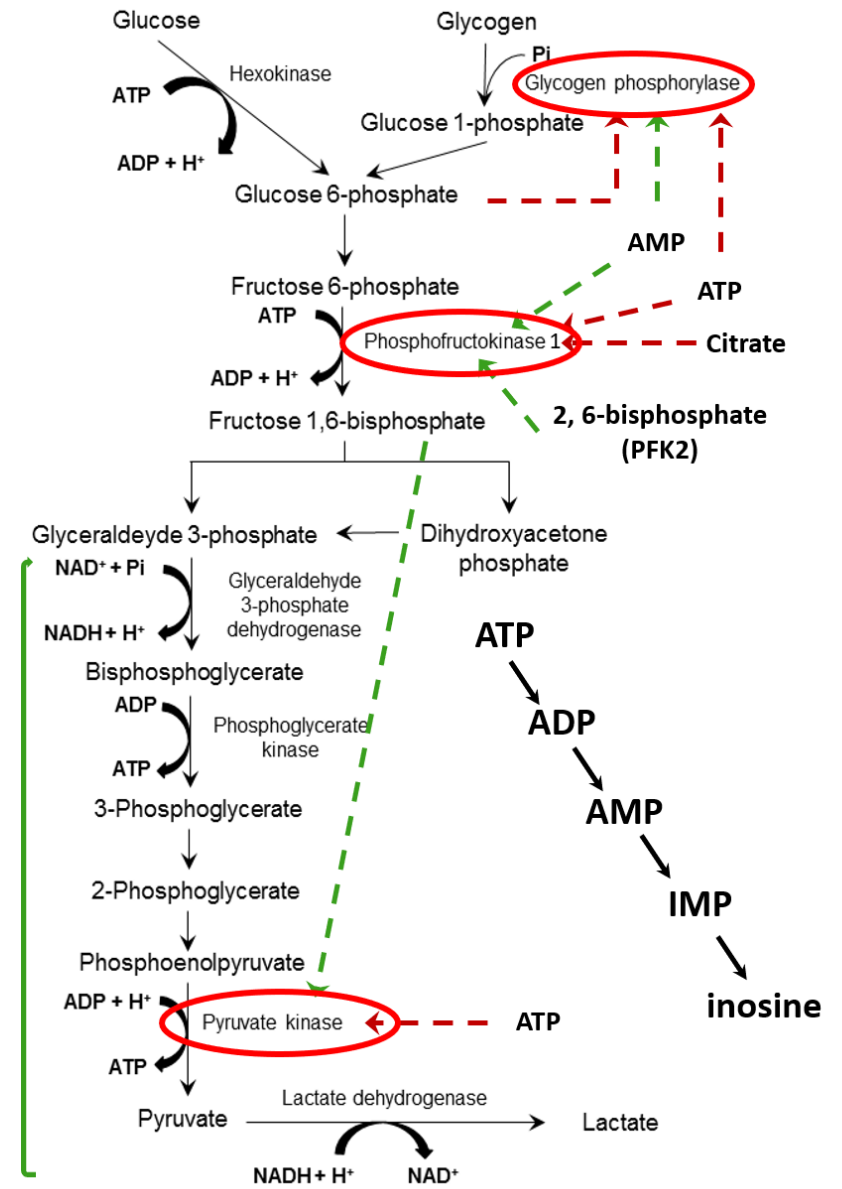 Glucose
Glycogen
Pi
Hexokinase
Glycogen phosphorylase
ATP
Glucose 1-phosphate
ADP + H⁺
Glucose 6-phosphate
AMP
Fructose 6-phosphate
ATP
ATP
Phosphofructokinase 1
Citrate
ADP + H⁺
Fructose 1,6-bisphosphate
2, 6-bisphosphate
(PFK2)
Glyceraldeyde 3-phosphate
Dihydroxyacetone
phosphate
NAD⁺ + Pi
Glyceraldehyde
3-phosphate
dehydrogenase
NADH + H⁺
ATP
Bisphosphoglycerate
ADP
Phosphoglycerate
kinase
ATP
ADP
3-Phosphoglycerate
AMP
2-Phosphoglycerate
IMP
Phosphoenolpyruvate
ADP + H⁺
inosine
Pyruvate kinase
ATP
ATP
Pyruvate
Lactate dehydrogenase
Lactate
NADH + H⁺
NAD⁺